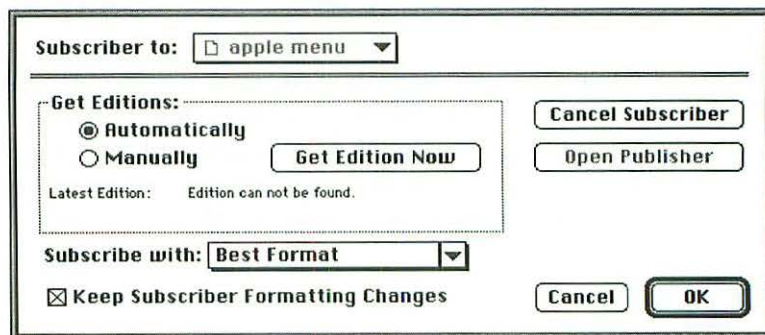 Subscriber to: apple menu
Get Editions:
Automatically
Manually
Get Edition Now
Latest Edition: Edition can not be found.
Cancel Subscriber
Open Publisher
Subscribe with: Best Format
Keep Subscriber Formatting Changes
Cancel
OK